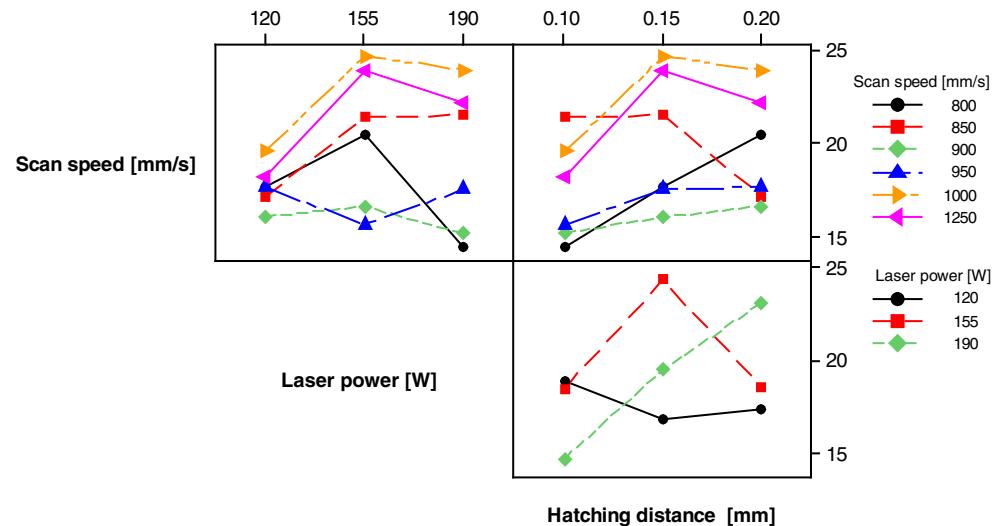 120 155 190 0.10 0.15 0.20
25
Scan speed [mm/s]
800
850
20
900
Scan speed [mm/s]
950
1000
1250
15
25
Laser power [W]
120
155
190
20
Laser power [W]
15
Hatching distance [mm]